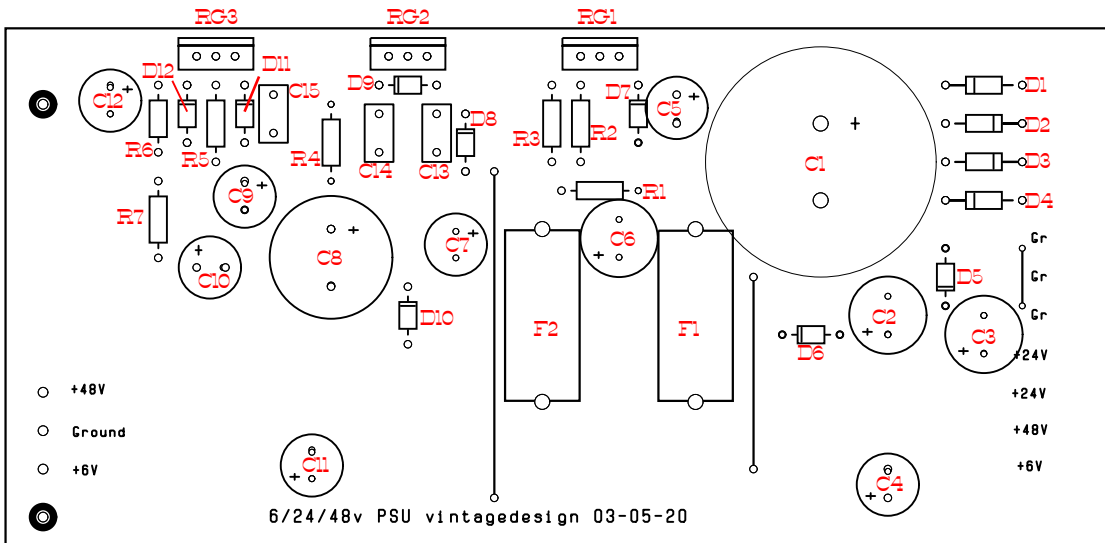 RG3 RG2 RG1
D12 D11 C15 D9 D7 C5 D1
C12 D8 D2
R6 R5 R4 C14 C13 R3 R2 C1 D3
C9 R1 D4
R7 C10 C8 C7 C6 Gr
D5 Gr
D10 F2 F1 D6 C2 C3 Gr
+24V
+48V +24V
Ground +48V
+6V C11 C4 +6V
6/24/48v PSU vintagedesign 03-05-20